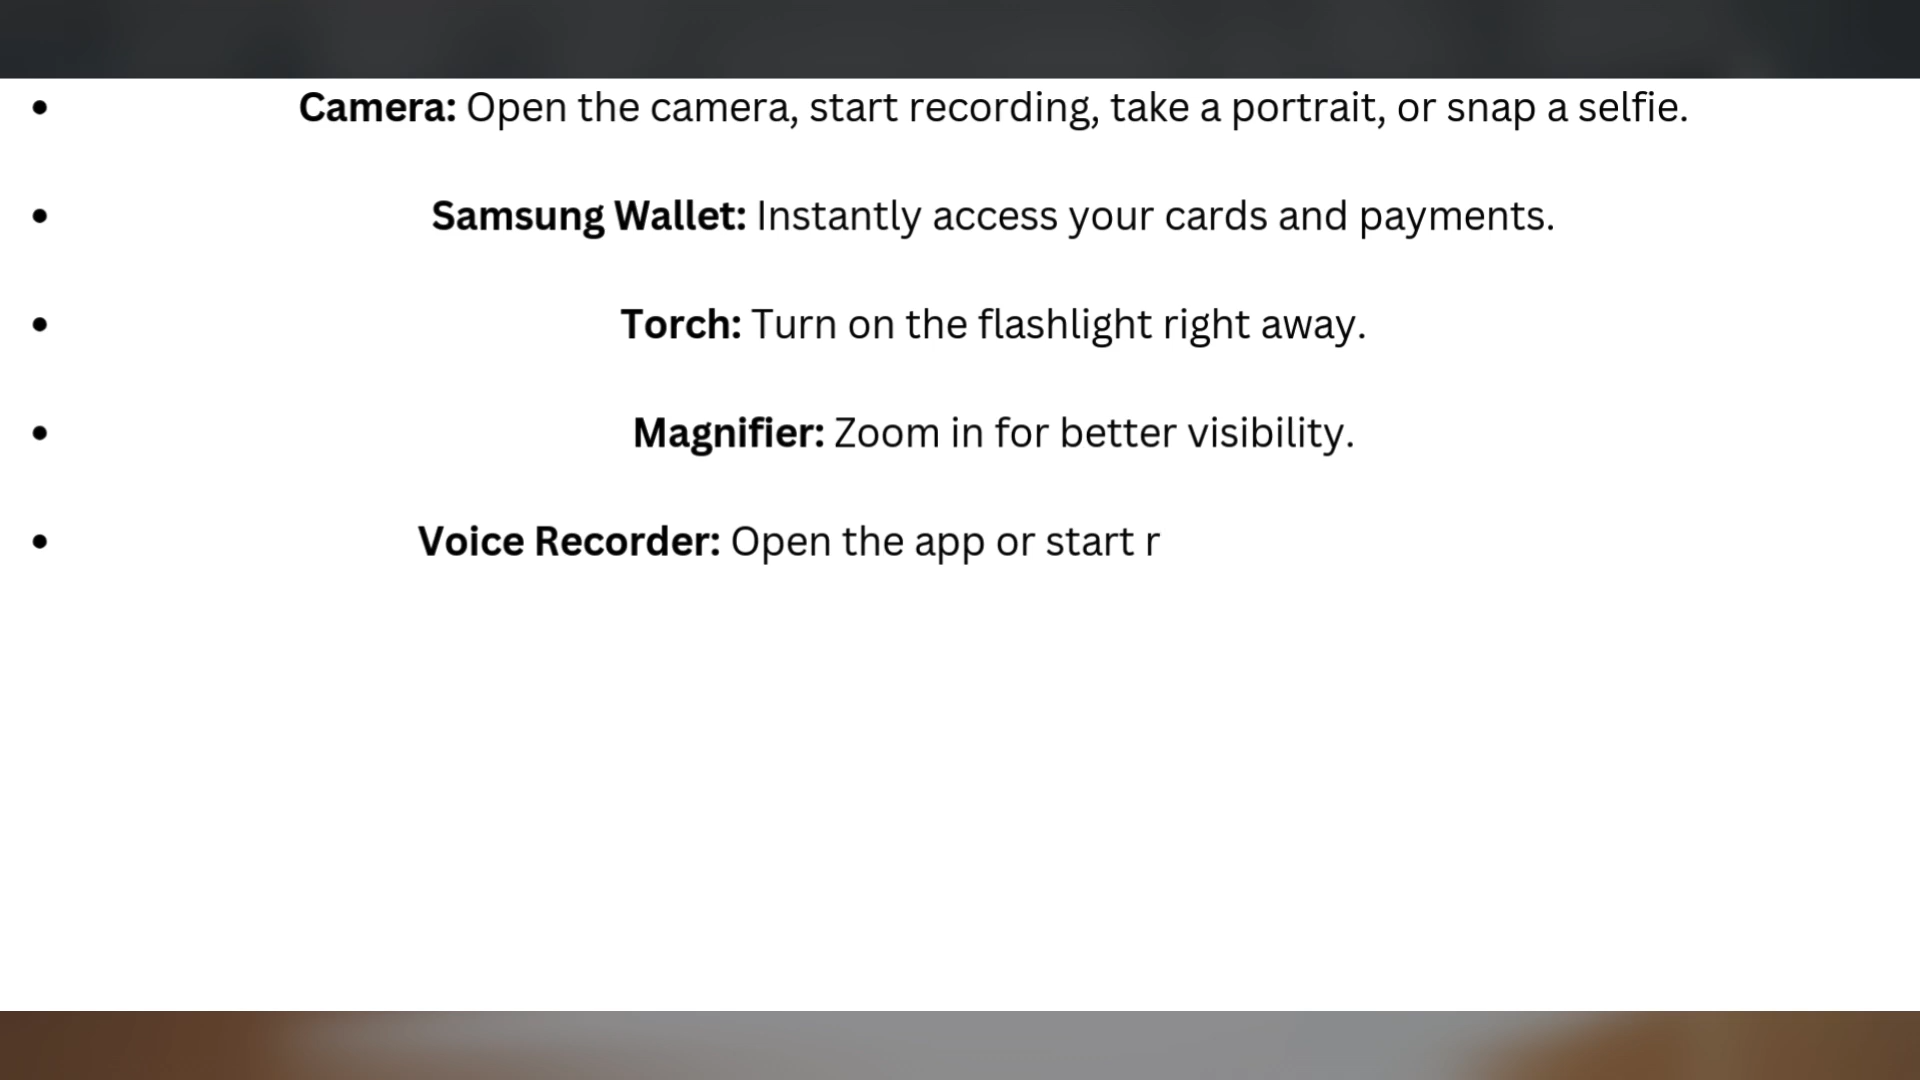 • Camera: Open the camera, start recording, take a portrait, or snap a selfie.
• Samsung Wallet: Instantly access your cards and payments.
• Torch: Turn on the flashlight right away.
• Magnifier: Zoom in for better visibility.
• Voice Recorder: Open the app or start r